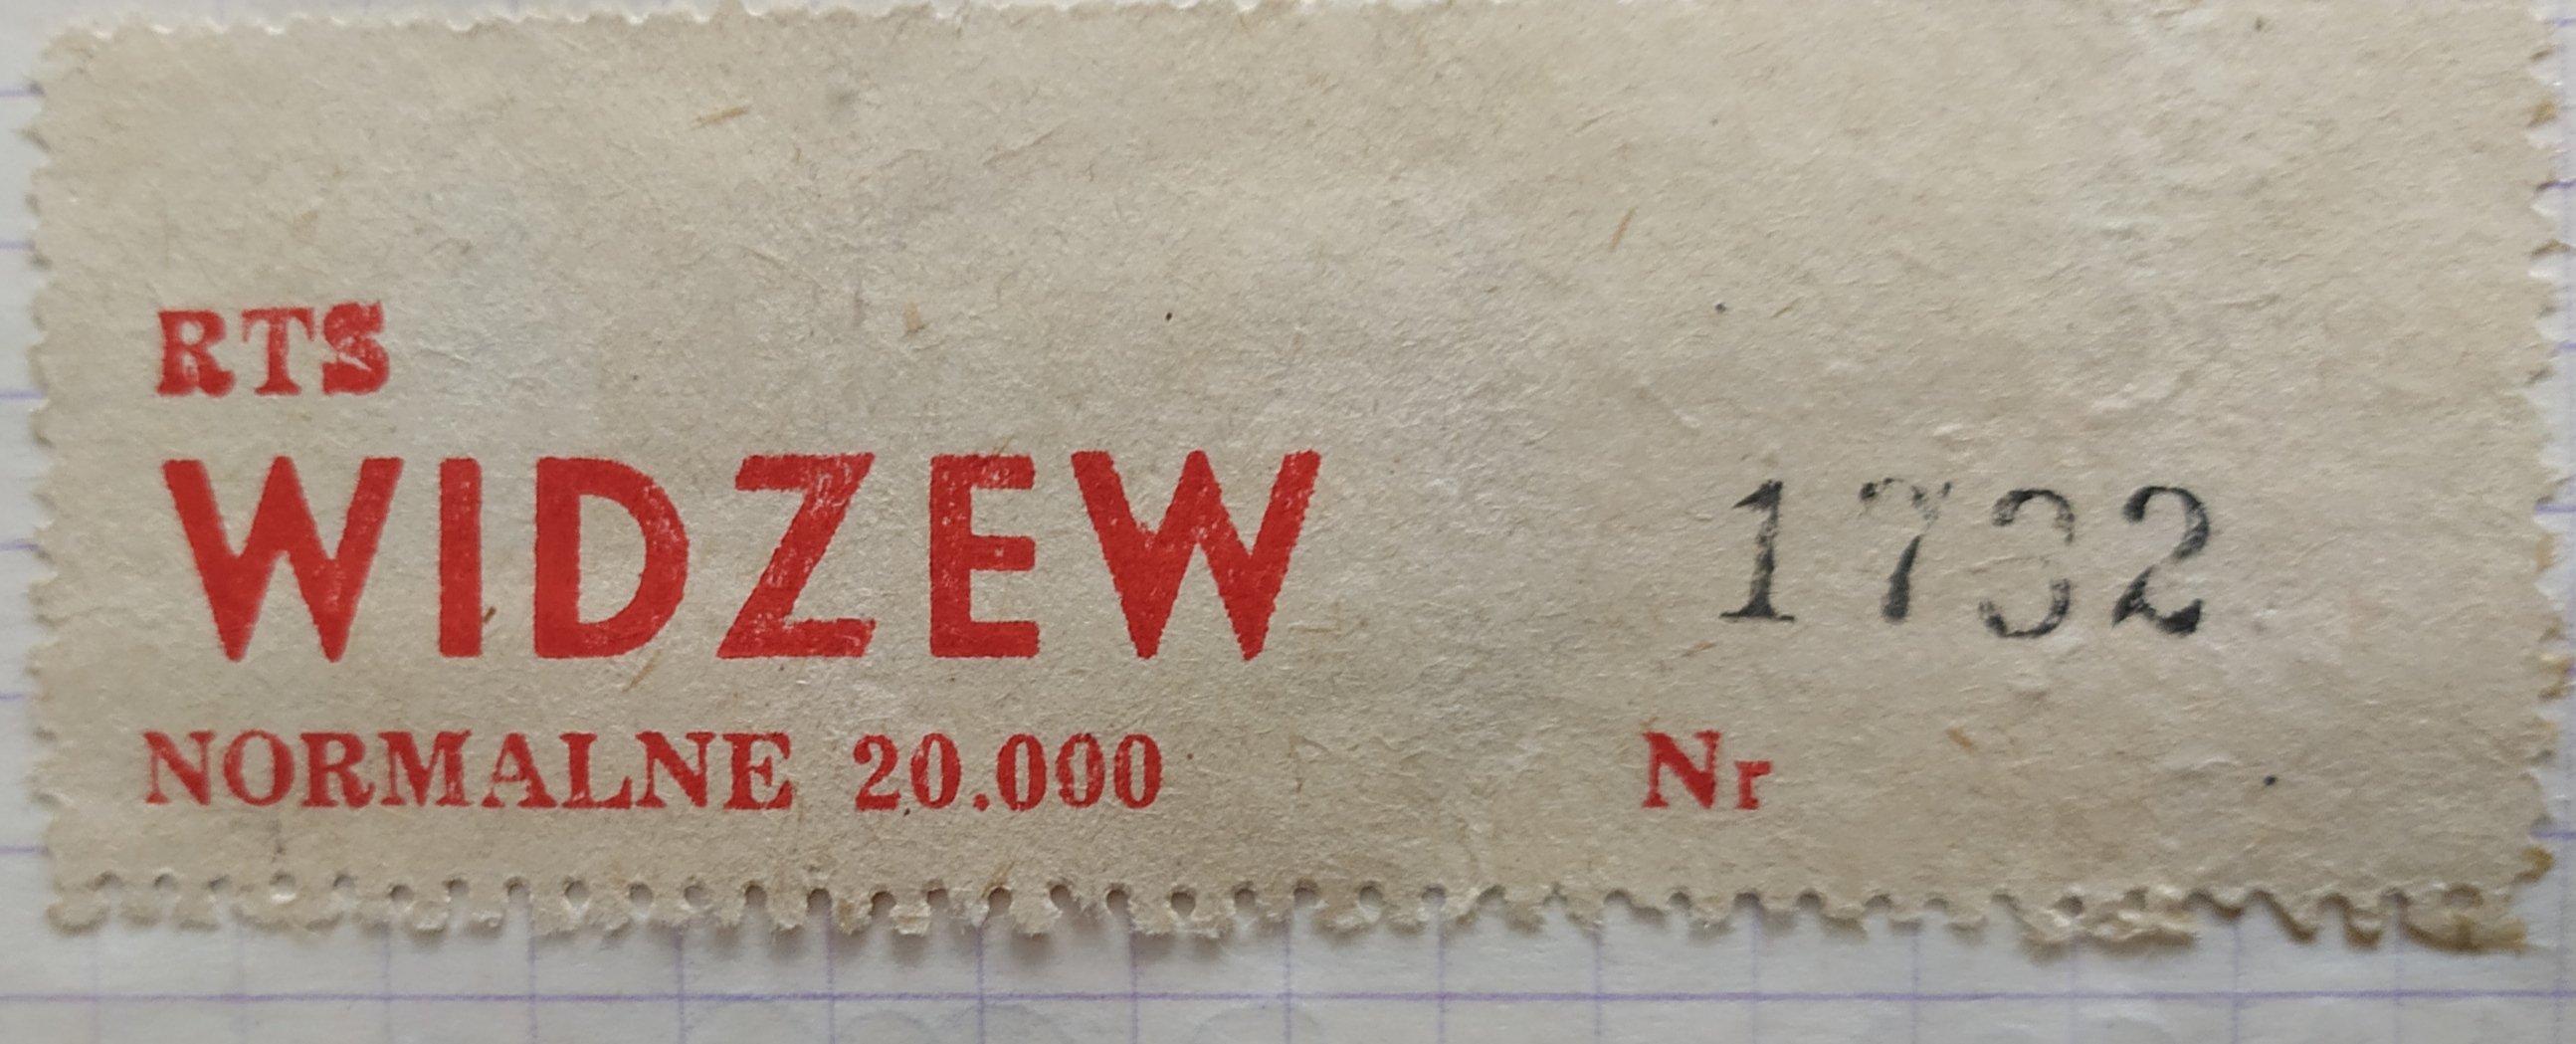 RTS
WIDZEW
1732
NORMALNE 20.000
Nr